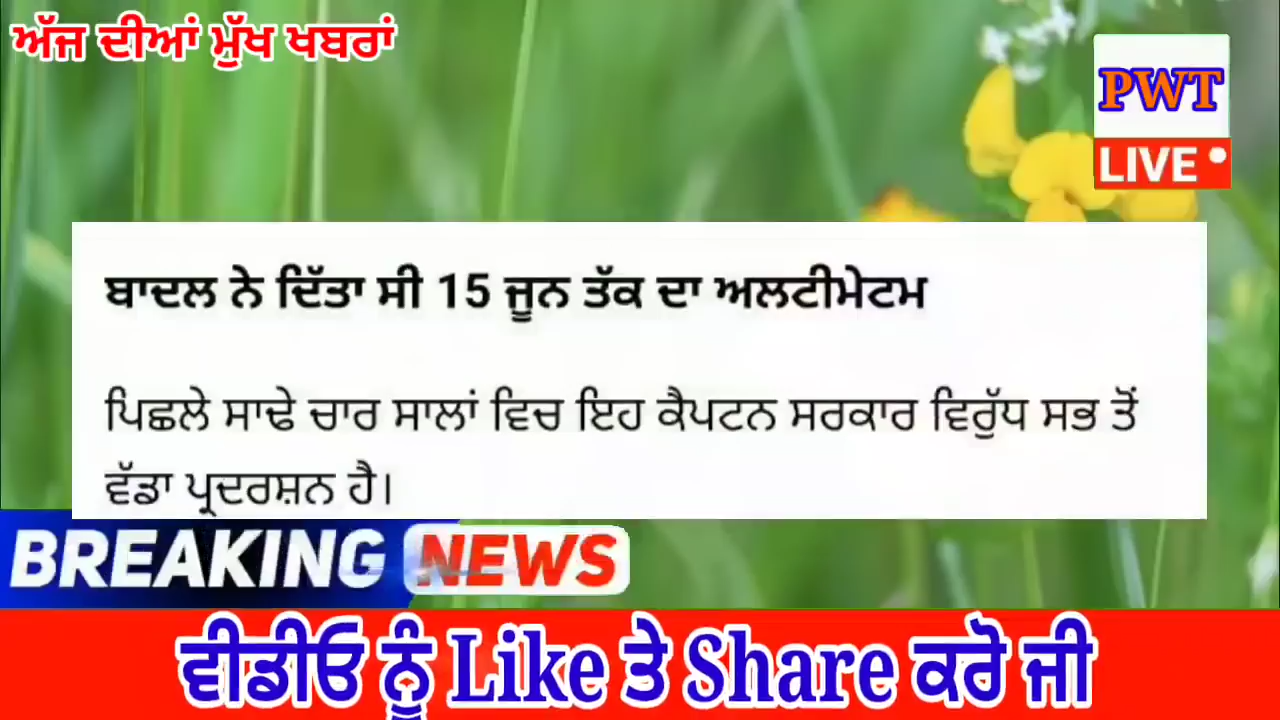 ਅੱਜ ਦੀਆਂ ਮੁੱਖ ਖਬਰਾਂ
PWT
LIVE
ਬਾਦਲ ਨੇ ਦਿੱਤਾ ਸੀ 15 ਜੂਨ ਤੱਕ ਦਾ ਅਲਟੀਮੇਟਮ
ਪਿਛਲੇ ਸਾਢੇ ਚਾਰ ਸਾਲਾਂ ਵਿਚ ਇਹ ਕੈਪਟਨ ਸਰਕਾਰ ਵਿਰੁੱਧ ਸਭ ਤੋਂ
ਵੱਡਾ ਪ੍ਰਦਰਸ਼ਨ ਹੈ।
BREAKING NEWS
ਵੀਡੀਓ ਨੂੰ Like ਤੇ Share ਕਰੋ ਜੀ